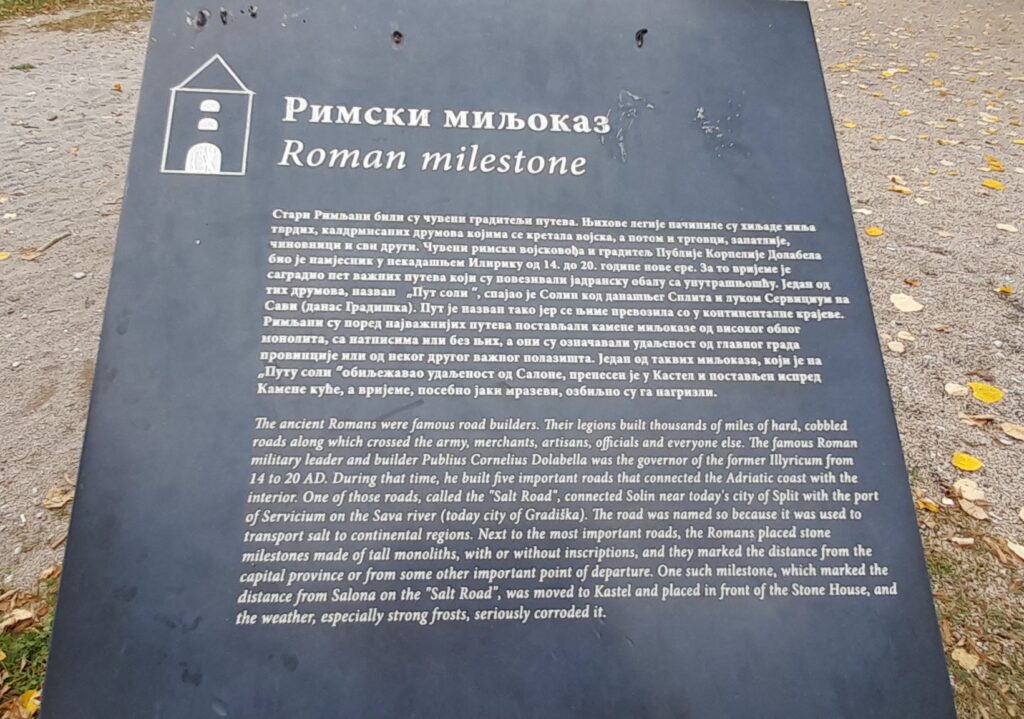 Римски миљоказ
Roman milestone
Стари Римљани били су чувени градитељи путева. Њихове легије начиниле су хиљаде миља
тврдих, калдрмисаних друмова којима се кретала војска, а потом и трговци, занатлије,
чиновници и сви други. Чувени римски војсковођа и градитељ Публије Корнелије Долабела
био је намјесник у некадашњем Илирику од 14. до 20. године нове ере. За то вријеме је
саградио пет важних путева који су повезивали јадранску обалу са унутрашњошћу. Један од
тих друмова, назван „Пут соли ", спајао је Солин код данашњег Сплита и луком Сервициум на
Сави (данас Градишка). Пут је назван тако јер се њиме превозила со у континенталне крајеве.
Римљани су поред најважнијих путева постављали камене миљоказе од високог облог
монолита, са натписима или без њих, а они су означавали удаљеност од главног града
провинције или од неког другог важног полазишта. Један од таквих миљоказа, који је на
„Путу соли "обиљежавао удаљеност од Салоне, пренесен је у Кастел и постављен испред
Камене куће, а вријеме, посебно јаки мразеви, озбиљно су га нагризли.
The ancient Romans were famous road builders. Their legions built thousands of miles of hard, cobbled
roads along which crossed the army, merchants, artisans, officials and everyone else. The famous Roman
military leader and builder Publius Cornelius Dolabella was the governor of the former Illyricum from
14 to 20 AD. During that time, he built five important roads that connected the Adriatic coast with the
interior. One of those roads, called the "Salt Road", connected Solin near today's city of Split with the port
of Servicium on the Sava river (today city of Gradiška). The road was named so because it was used to
transport salt to continental regions. Next to the most important roads, the Romans placed stone
milestones made of tall monoliths, with or without inscriptions, and they marked the distance from the
capital province or from some other important point of departure. One such milestone, which marked the
distance from Salona on the "Salt Road", was moved to Kastel and placed in front of the Stone House, and
the weather, especially strong frosts, seriously corroded it.